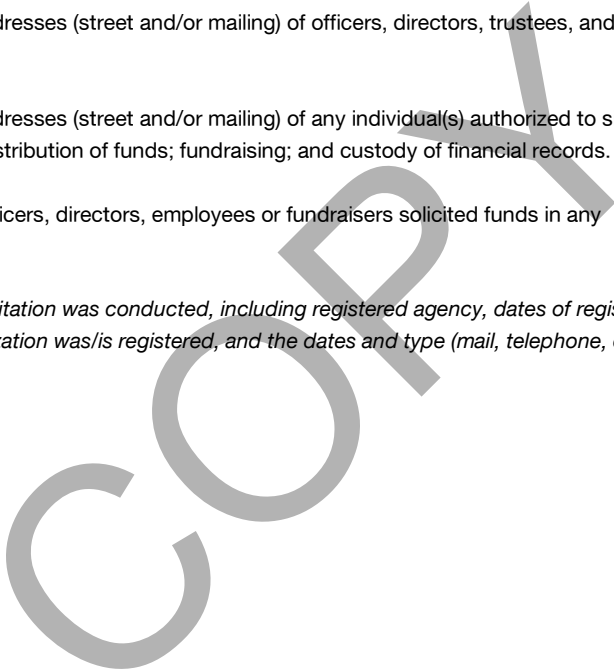 dresses (street and/or mailing) of officers, directors, trustees, and
dresses (street and/or mailing) of any individual(s) authorized to s
stribution of funds; fundraising; and custody of financial records.
icers, directors, employees or fundraisers solicited funds in any
itation was conducted, including registered agency, dates of regis
ation was/is registered, and the dates and type (mail, telephone,
COPY